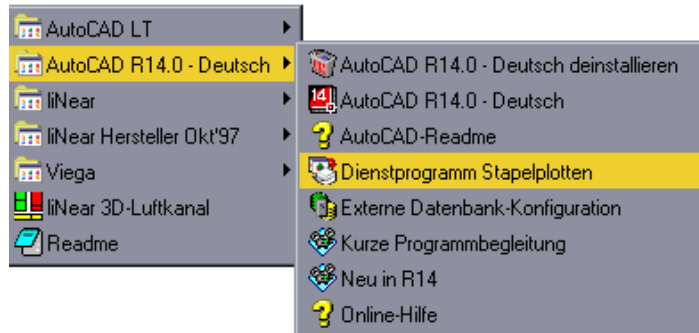 AutoCAD LT
AutoCAD R14.0 - Deutsch
liNear
liNear Hersteller Okt'97
Viega
liNear 3D-Luftkanal
Readme
AutoCAD R14.0 - Deutsch deinstallieren
14
AutoCAD R14.0 - Deutsch
AutoCAD-Readme
Dienstprogramm Stapelplotten
Externe Datenbank-Konfiguration
Kurze Programmbegleitung
Neu in R14
Online-Hilfe